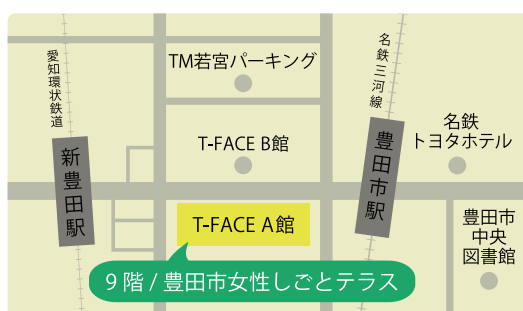 愛知環状鉄道
新豊田駅
TM若宮パーキング
T-FACE B館
T-FACE A館
9階 / 豊田市女性しごとテラス
名鉄三河線
豊田市駅
名鉄
トヨタホテル
豊田市
中央
図書館